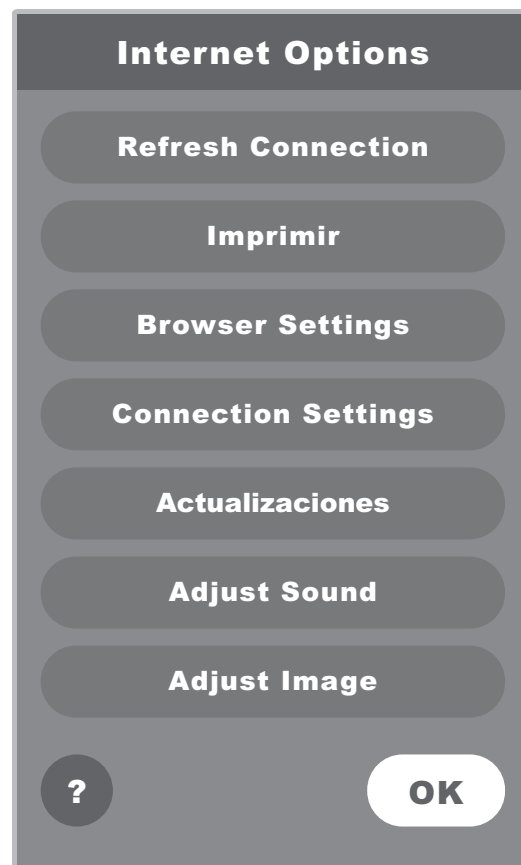 Internet Options
Refresh Connection
Imprimir
Browser Settings
Connection Settings
Actualizaciones
Adjust Sound
Adjust Image
?
OK